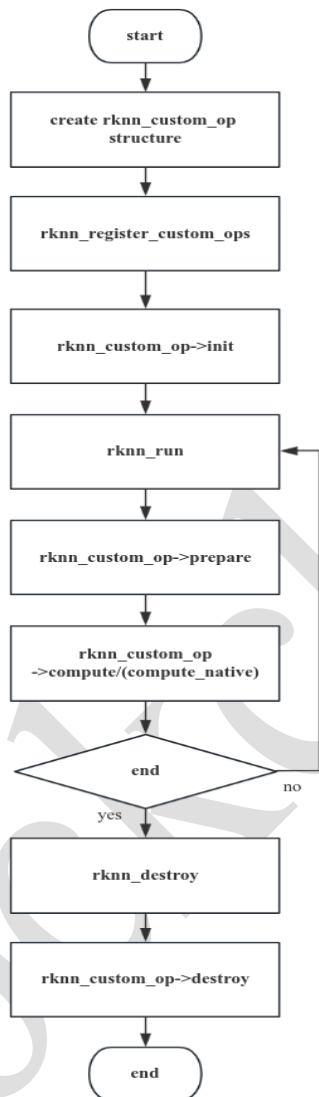 start
create rknn_custom_op
structure
rknn_register_custom_ops
rknn_custom_op->init
rknn_run
rknn_custom_op->prepare
rknn_custom_op
->compute/(compute_native)
end
no
yes
rknn_destroy
rknn_custom_op->destroy
end